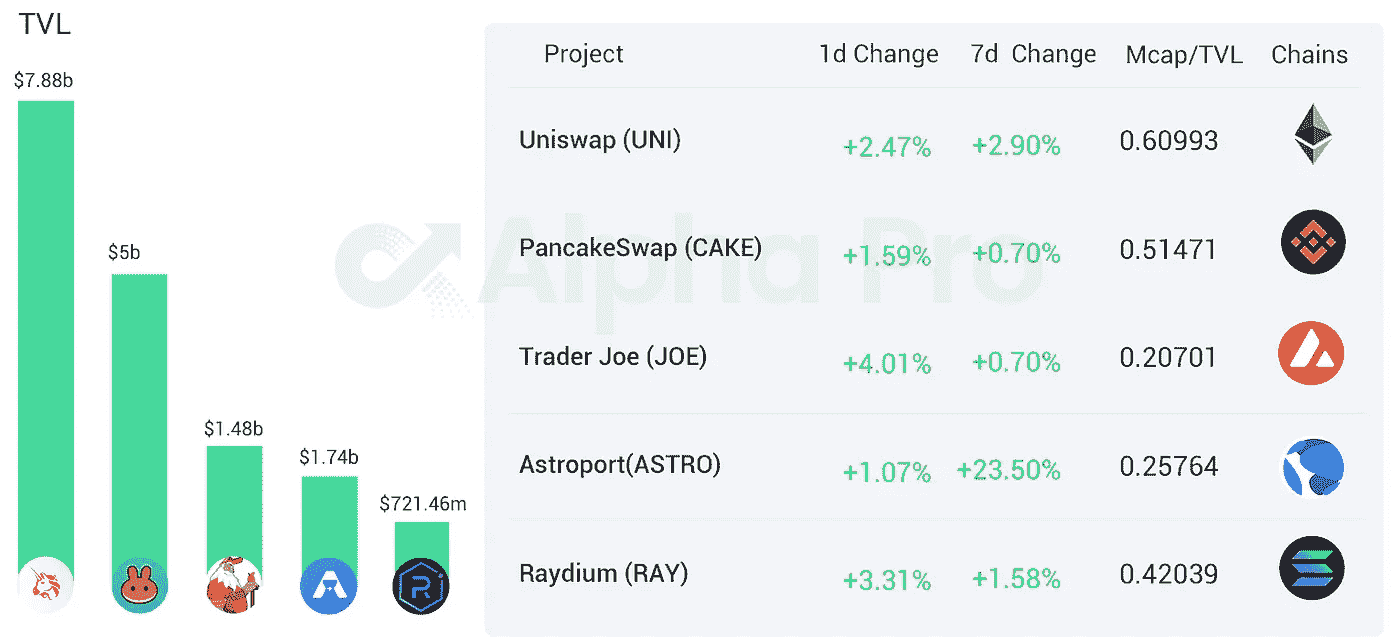 TVL
$7.88b
$5b
$1.48b
$1.74b
$721.46m
Project 1d Change 7d Change Mcap/TVL Chains
Uniswap (UNI) +2.47% +2.90% 0.60993
PancakeSwap (CAKE) +1.59% +0.70% 0.51471
Trader Joe (JOE) +4.01% +0.70% 0.20701
Astroport(ASTRO) +1.07% +23.50% 0.25764
Raydium (RAY) +3.31% +1.58% 0.42039
Alpha Pro